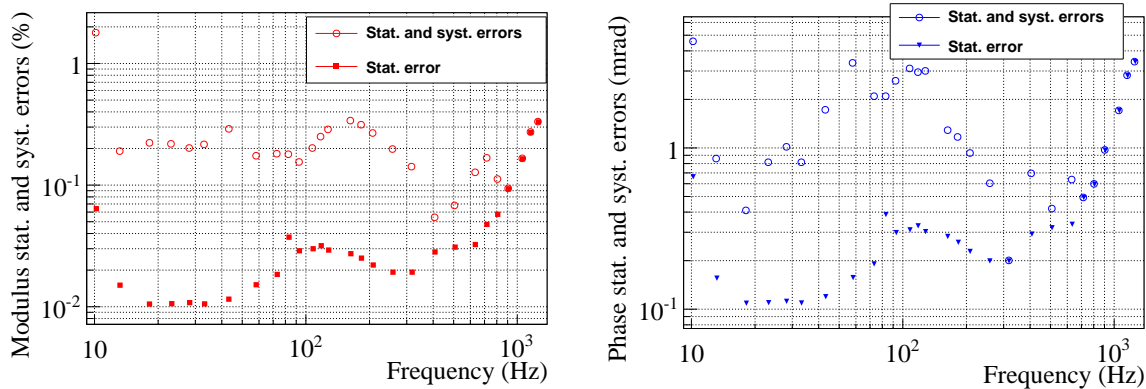 Modulus stat. and syst. errors (%)
Stat. and syst. errors
Stat. error
1
10⁻¹
10⁻²
10
10²
10³
Frequency (Hz)
Phase stat. and syst. errors (mrad)
Stat. and syst. errors
Stat. error
1
10⁻¹
10
10²
10³
Frequency (Hz)